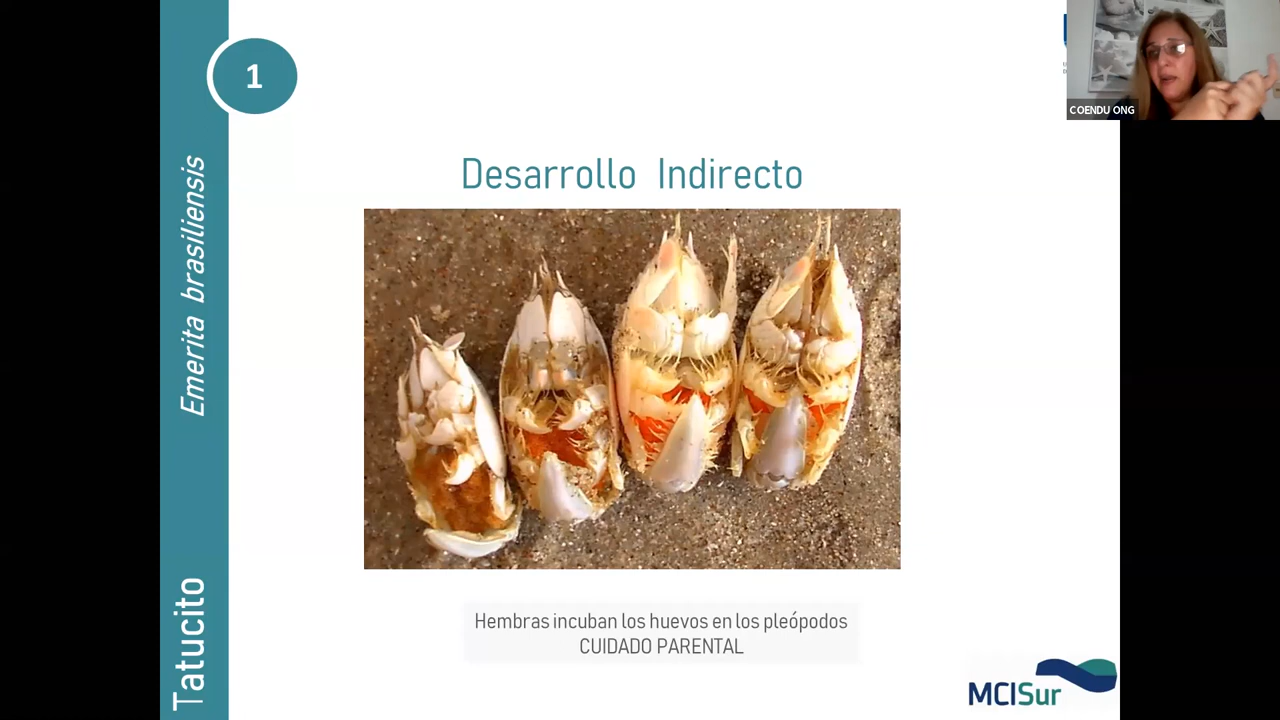 1
Desarrollo Indirecto
Emerita brasiliensis
Tatucito
Hembras incuban los huevos en los pleópodos
CUIDADO PARENTAL
MCISur
COENDU ONG